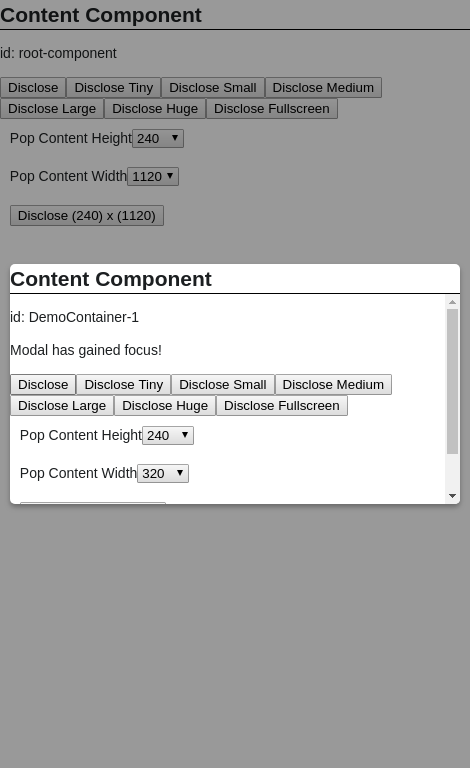 Content Component
id: root-component
Disclose Disclose Tiny Disclose Small Disclose Medium
Disclose Large Disclose Huge Disclose Fullscreen
Pop Content Height 240
Pop Content Width 1120
Disclose (240) x (1120)
Content Component
id: DemoContainer-1
Modal has gained focus!
Disclose Disclose Tiny Disclose Small Disclose Medium
Disclose Large Disclose Huge Disclose Fullscreen
Pop Content Height 240
Pop Content Width 320